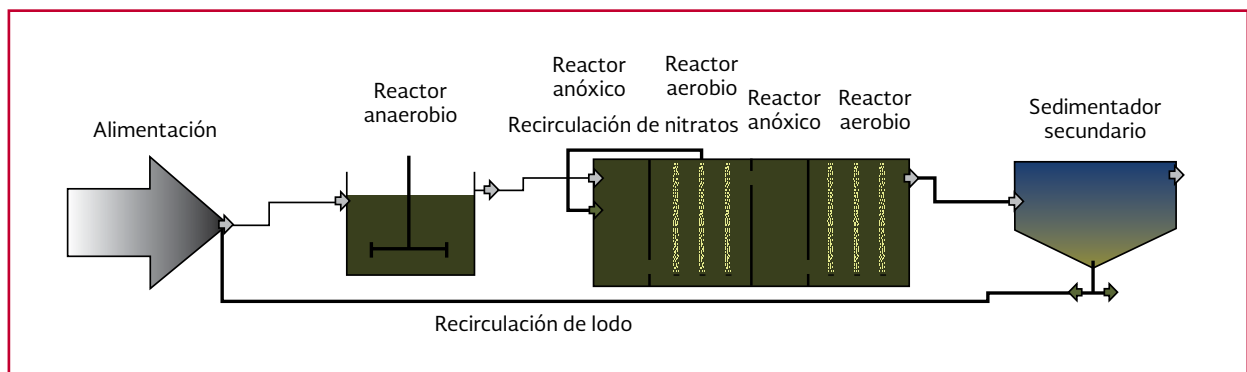 Alimentación
Reactor
anaerobio
Reactor
anóxico
Reactor
aerobio
Recirculación de nitratos
Reactor
anóxico
Reactor
aerobio
Sedimentador
secundario
Recirculación de lodo